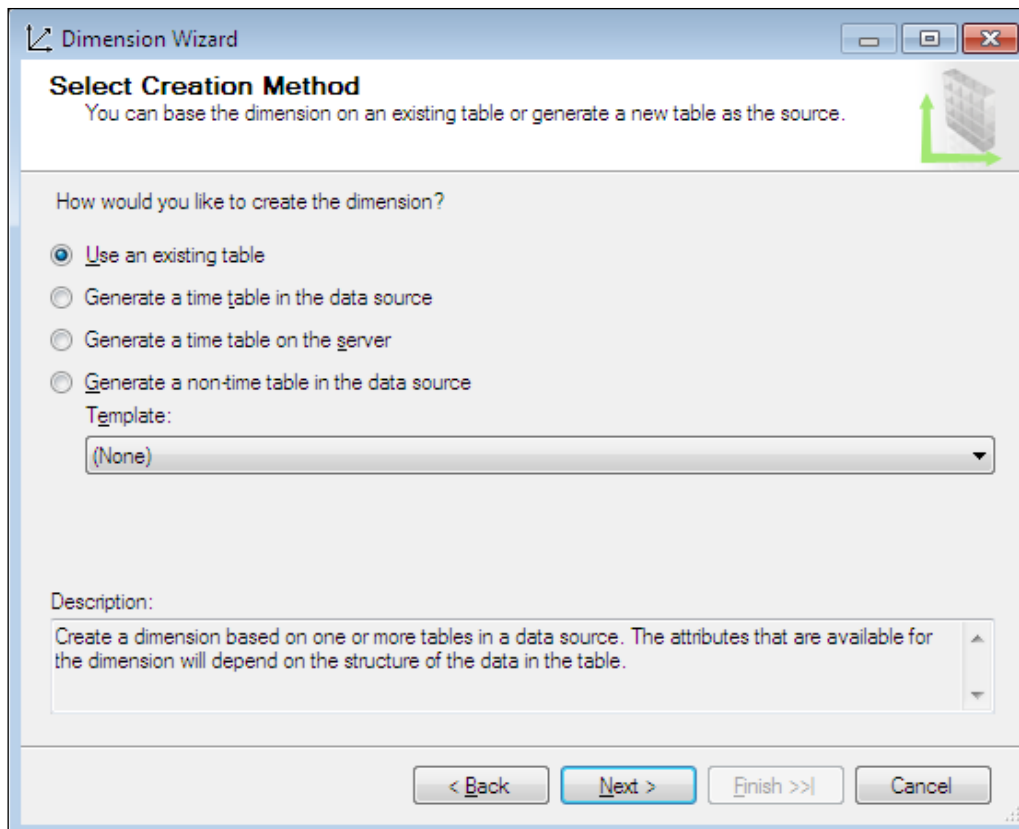 Dimension Wizard
Select Creation Method
You can base the dimension on an existing table or generate a new table as the source.
How would you like to create the dimension?
Use an existing table
Generate a time table in the data source
Generate a time table on the server
Generate a non-time table in the data source
Template:
(None)
Description:
Create a dimension based on one or more tables in a data source. The attributes that are available for
the dimension will depend on the structure of the data in the table.
< Back
Next >
Finish >>|
Cancel